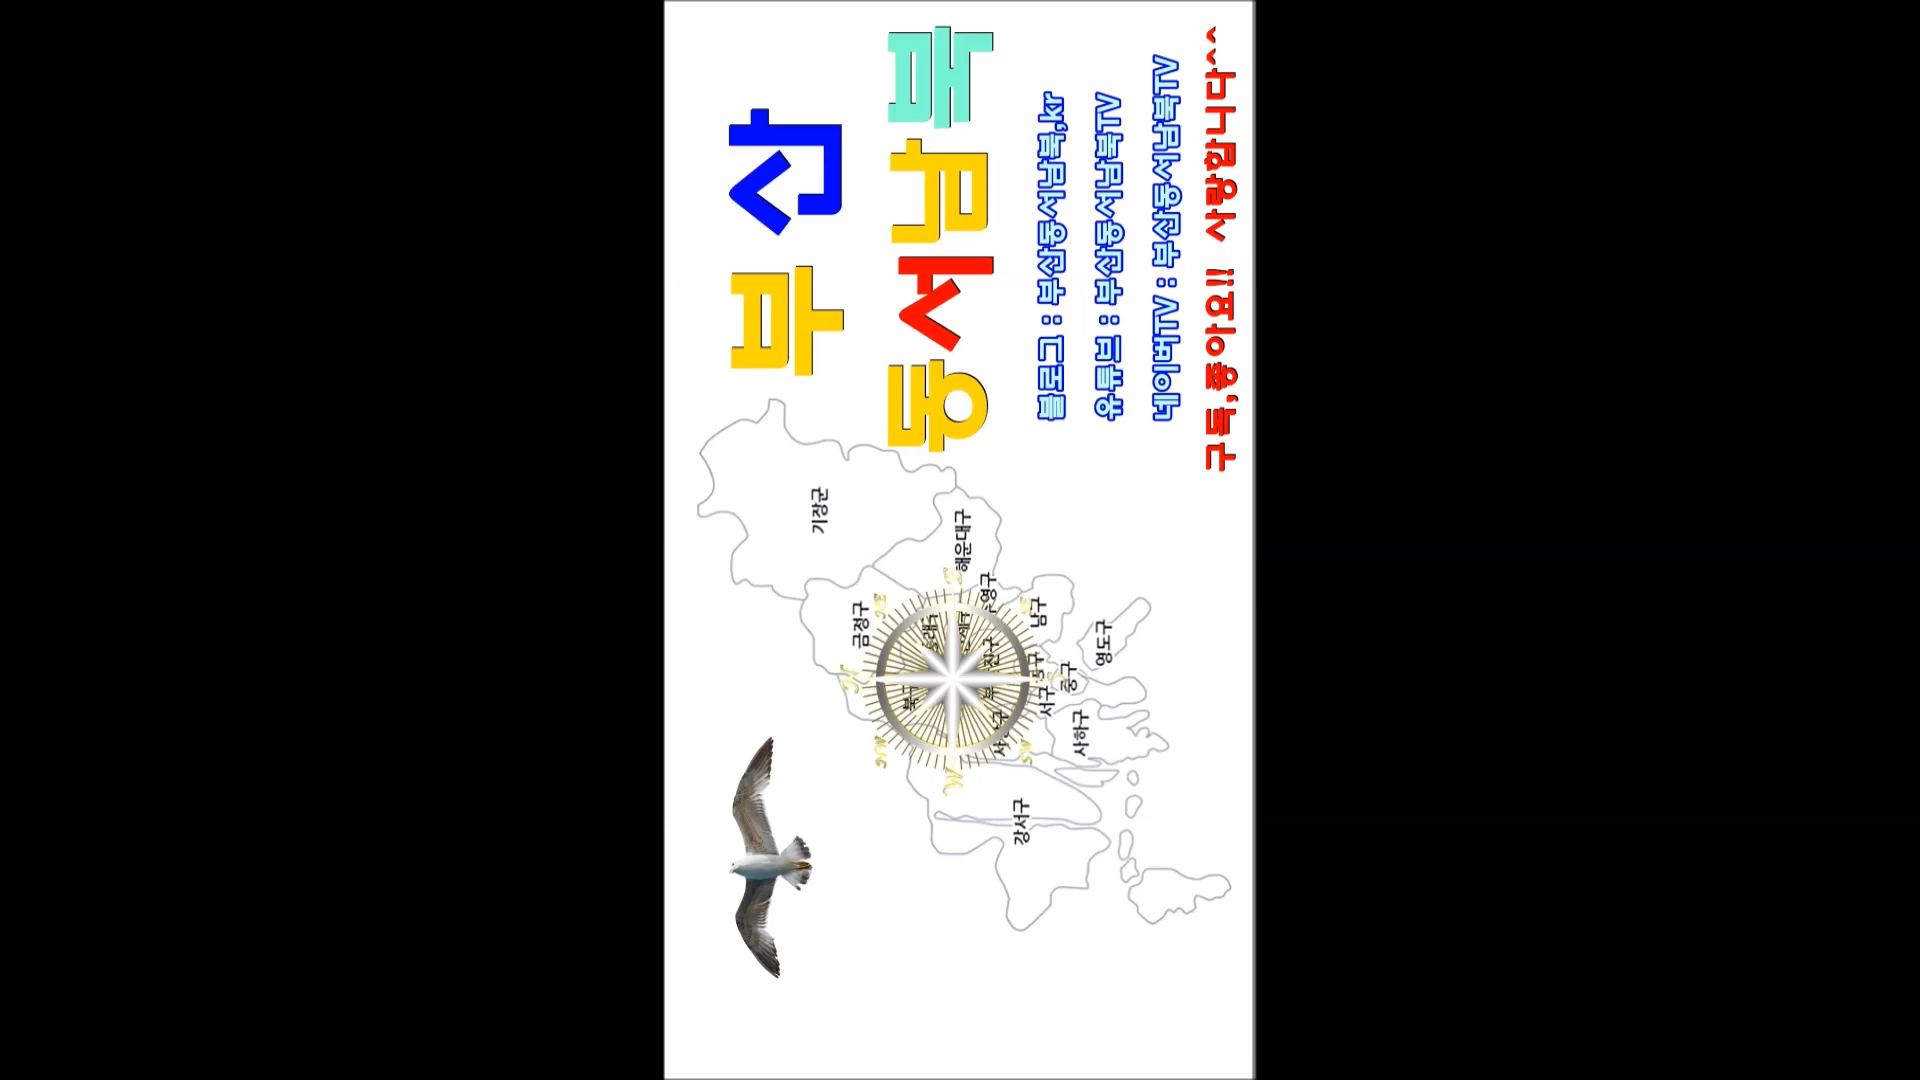 부산
동서남북
블로그 : 부산동서남북,kr
유튜브 : 부산동서남북TV
네이버TV : 부산동서남북TV
구독,좋아요!! 사랑합니다^^
기장군
해운대구
금정구
남구
영도구
중구
서구
사하구
강서구